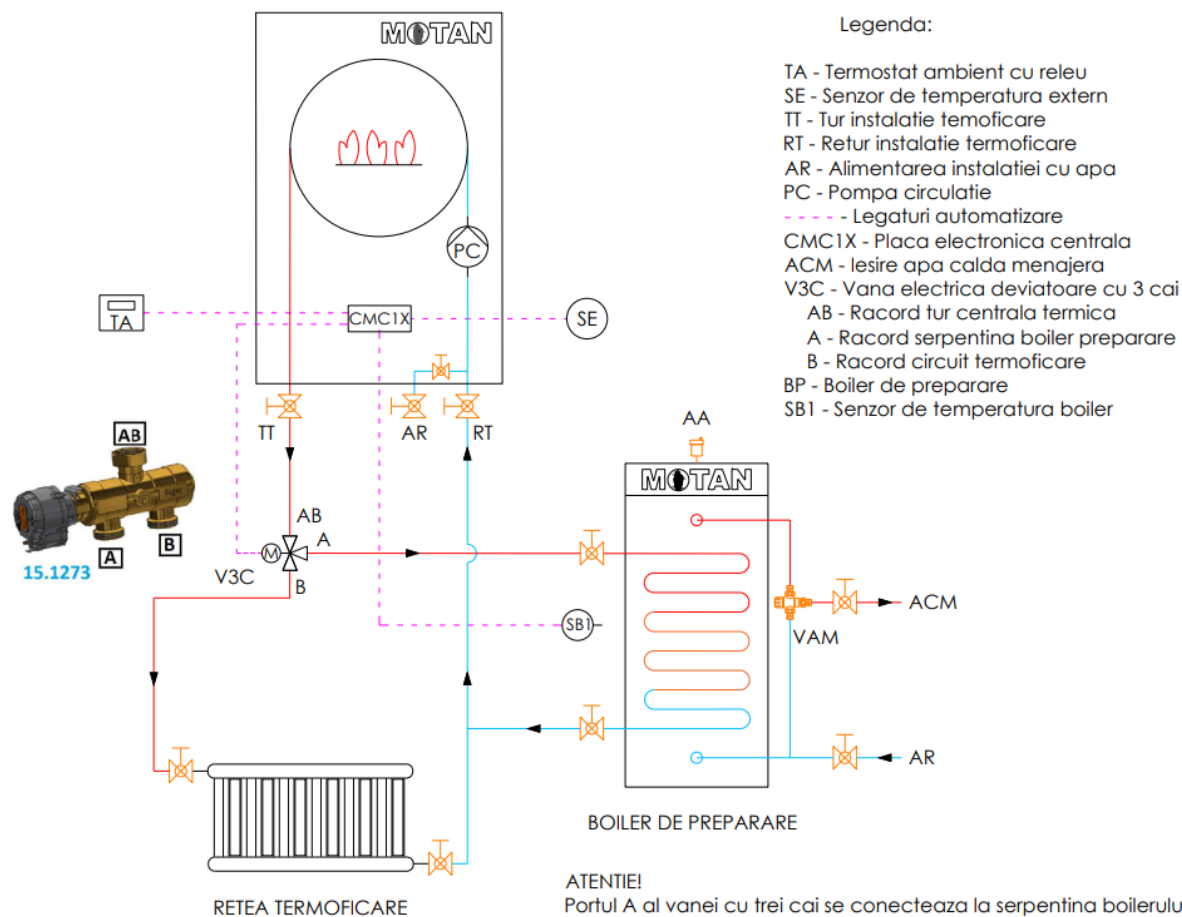 MOTAN
Legenda:
TA - Termostat ambient cu releu
SE - Senzor de temperatura extern
TT - Tur instalatie temoficare
RT - Retur instalatie termoficare
AR - Alimentarea instalatiei cu apa
PC - Pompa circulatie
- - - - - - Legaturi automatizare
CMC1X - Placa electronica centrala
ACM - Iesire apa calda menajera
V3C - Vana electrica deviatoare cu 3 cai
AB - Racord tur centrala termica
A - Racord serpentina boiler preparare
B - Racord circuit termoficare
BP - Boiler de preparare
SB1 - Senzor de temperatura boiler
PC
TA
CMC1X
SE
TT
AR
RT
AA
MOTAN
AB
A
B
15.1273
AB
A
M
V3C
B
SB1
ACM
VAM
AR
BOILER DE PREPARARE
RETEA TERMOFICARE
ATENTIE!
Portul A al vanei cu trei cai se conecteaza la serpentina boilerulu